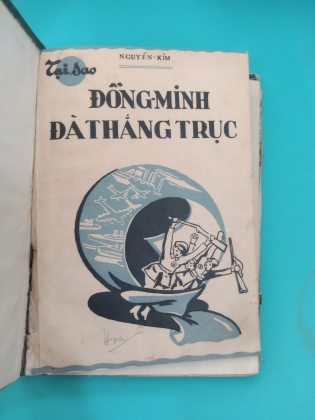 NGUYỄN-KIM
Tại sao
ĐỒNG-MINH
ĐÃ THẮNG TRỤC